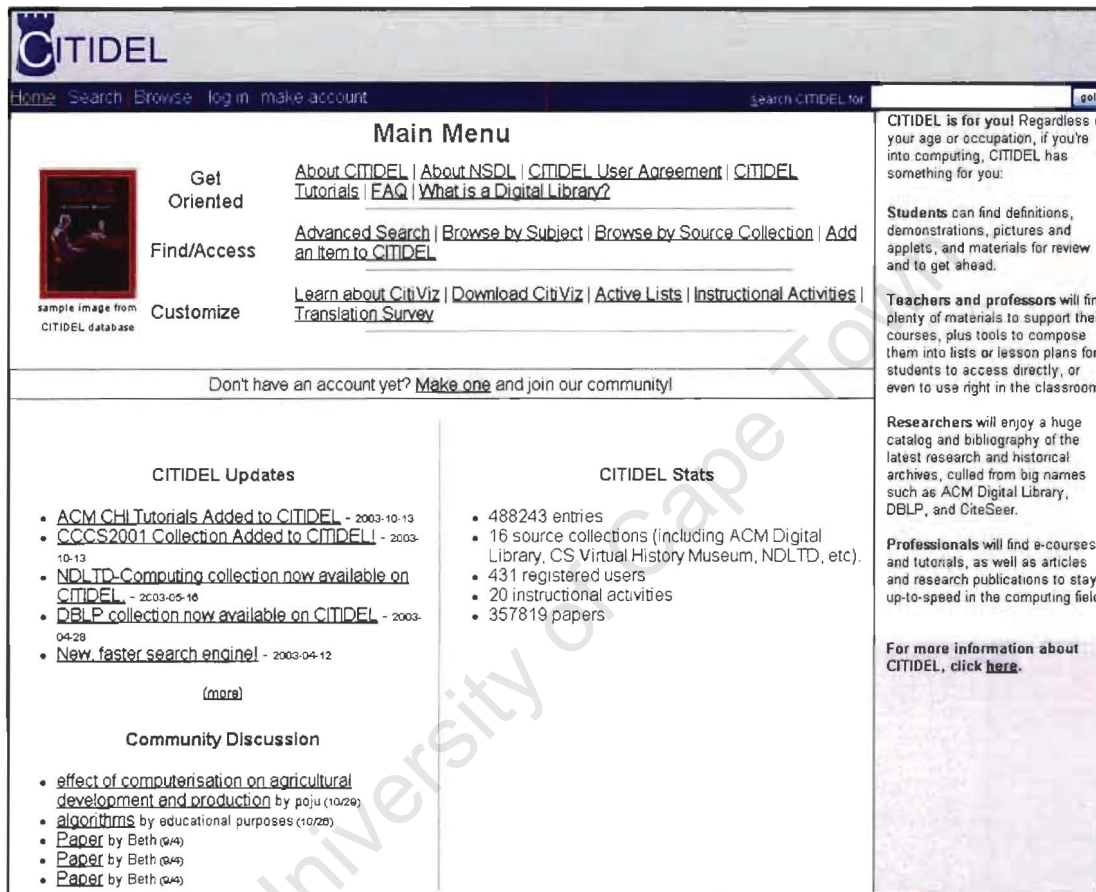 CITIDEL
Home Search Browse log in make account
Search CITIDEL for
go!
Main Menu
sample image from
CITIDEL database
Get
Oriented
About CITIDEL | About NSDL | CITIDEL User Agreement | CITIDEL
Tutorials | FAQ | What is a Digital Library?
Find/Access
Advanced Search | Browse by Subject | Browse by Source Collection | Add
an Item to CITIDEL
Customize
Learn about CitiViz | Download CitiViz | Active Lists | Instructional Activities |
Translation Survey
Don't have an account yet? Make one and join our community!
CITIDEL Updates
• ACM CHI Tutorials Added to CITIDEL - 2003-10-13
• CCCS2001 Collection Added to CITIDEL! - 2003-
10-13
• NDLTD-Computing collection now available on
CITIDEL. - 2003-05-16
• DBLP collection now available on CITIDEL - 2003-
04-28
• New, faster search engine! - 2003-04-12
(more)
Community Discussion
• effect of computerisation on agricultural
development and production by poju (10/29)
• algorithms by educational purposes (10/26)
• Paper by Beth (9/4)
• Paper by Beth (9/4)
• Paper by Beth (9/4)
CITIDEL Stats
• 488243 entries
• 16 source collections (including ACM Digital
Library, CS Virtual History Museum, NDLTD, etc).
• 431 registered users
• 20 instructional activities
• 357819 papers
CITIDEL is for you! Regardless
your age or occupation, if you're
into computing, CITIDEL has
something for you:
Students can find definitions,
demonstrations, pictures and
applets, and materials for review
and to get ahead.
Teachers and professors will fin
plenty of materials to support the
courses, plus tools to compose
them into lists or lesson plans for
students to access directly, or
even to use right in the classroom
Researchers will enjoy a huge
catalog and bibliography of the
latest research and historical
archives, culled from big names
such as ACM Digital Library,
DBLP, and CiteSeer.
Professionals will find e-courses
and tutorials, as well as articles
and research publications to stay
up-to-speed in the computing field
For more information about
CITIDEL, click here.
University of Cape Town